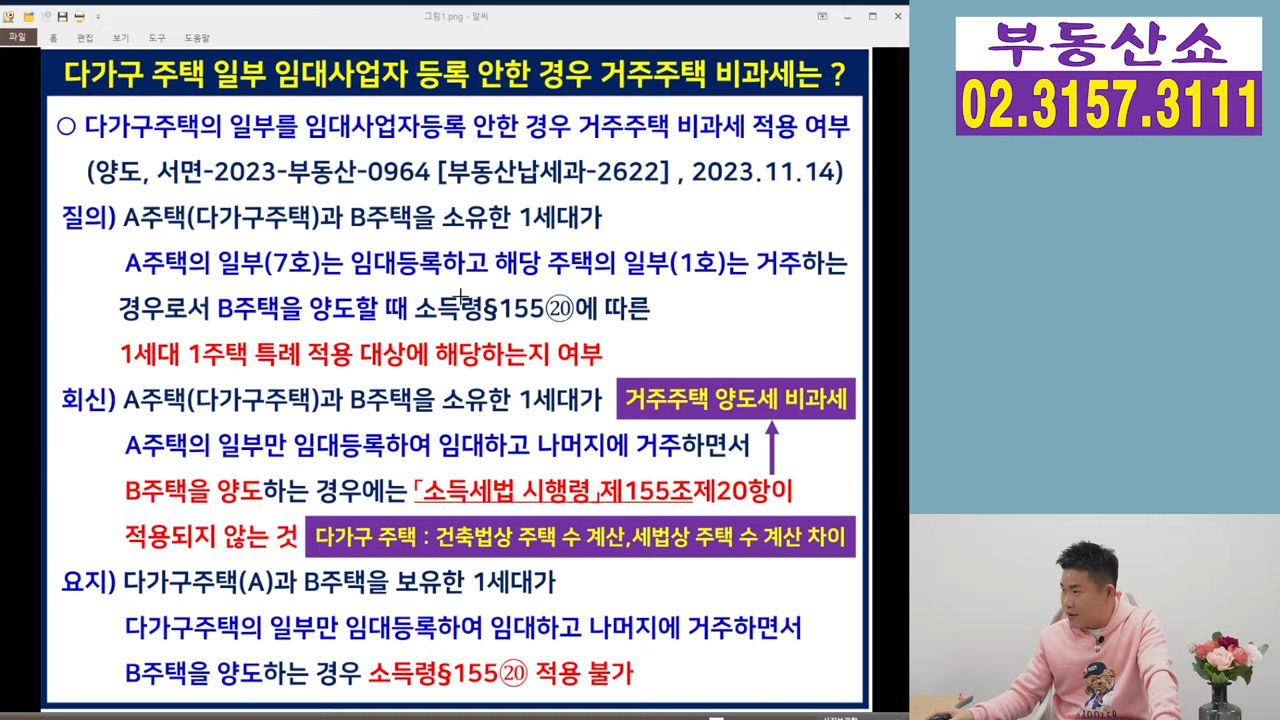 그림1.png - 알씨
파일 홈 편집 보기 도구 도움말
다가구 주택 일부 임대사업자 등록 안한 경우 거주주택 비과세는 ?
○ 다가구주택의 일부를 임대사업자등록 안한 경우 거주주택 비과세 적용 여부
(양도, 서면-2023-부동산-0964 [부동산납세과-2622] , 2023.11.14)
질의) A주택(다가구주택)과 B주택을 소유한 1세대가
A주택의 일부(7호)는 임대등록하고 해당 주택의 일부(1호)는 거주하는
경우로서 B주택을 양도할 때 소득령§155⑳에 따른
1세대 1주택 특례 적용 대상에 해당하는지 여부
회신) A주택(다가구주택)과 B주택을 소유한 1세대가
거주주택 양도세 비과세
A주택의 일부만 임대등록하여 임대하고 나머지에 거주하면서
B주택을 양도하는 경우에는 「소득세법 시행령」제155조제20항이
적용되지 않는 것
다가구 주택 : 건축법상 주택 수 계산,세법상 주택 수 계산 차이
요지) 다가구주택(A)과 B주택을 보유한 1세대가
다가구주택의 일부만 임대등록하여 임대하고 나머지에 거주하면서
B주택을 양도하는 경우 소득령§155⑳ 적용 불가
부동산쇼
02.3157.3111